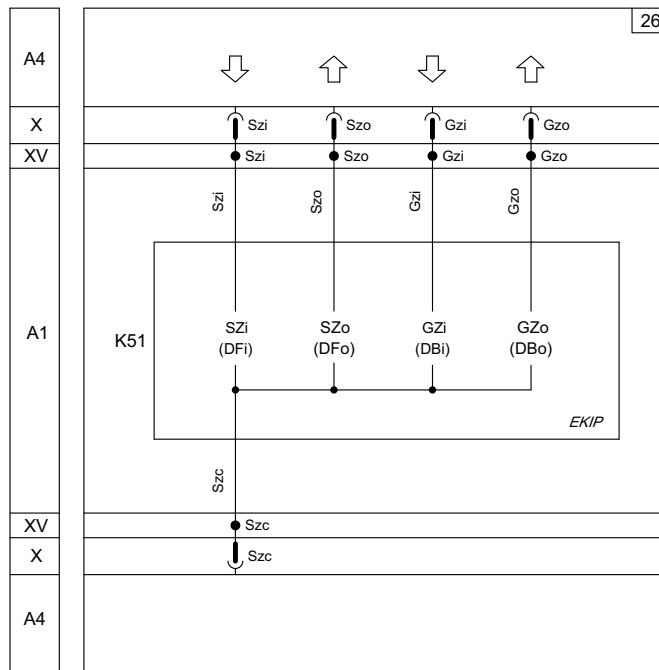 26
A4
X
Szi Szo Gzi Gzo
XV
Szi Szo Gzi Gzo
Szi Szo Gzi Gzo
A1
K51
SZi SZo GZi GZo
(DFi) (DFo) (DBi) (DBo)
EKIP
Szc
XV
Szc
X
Szc
A4